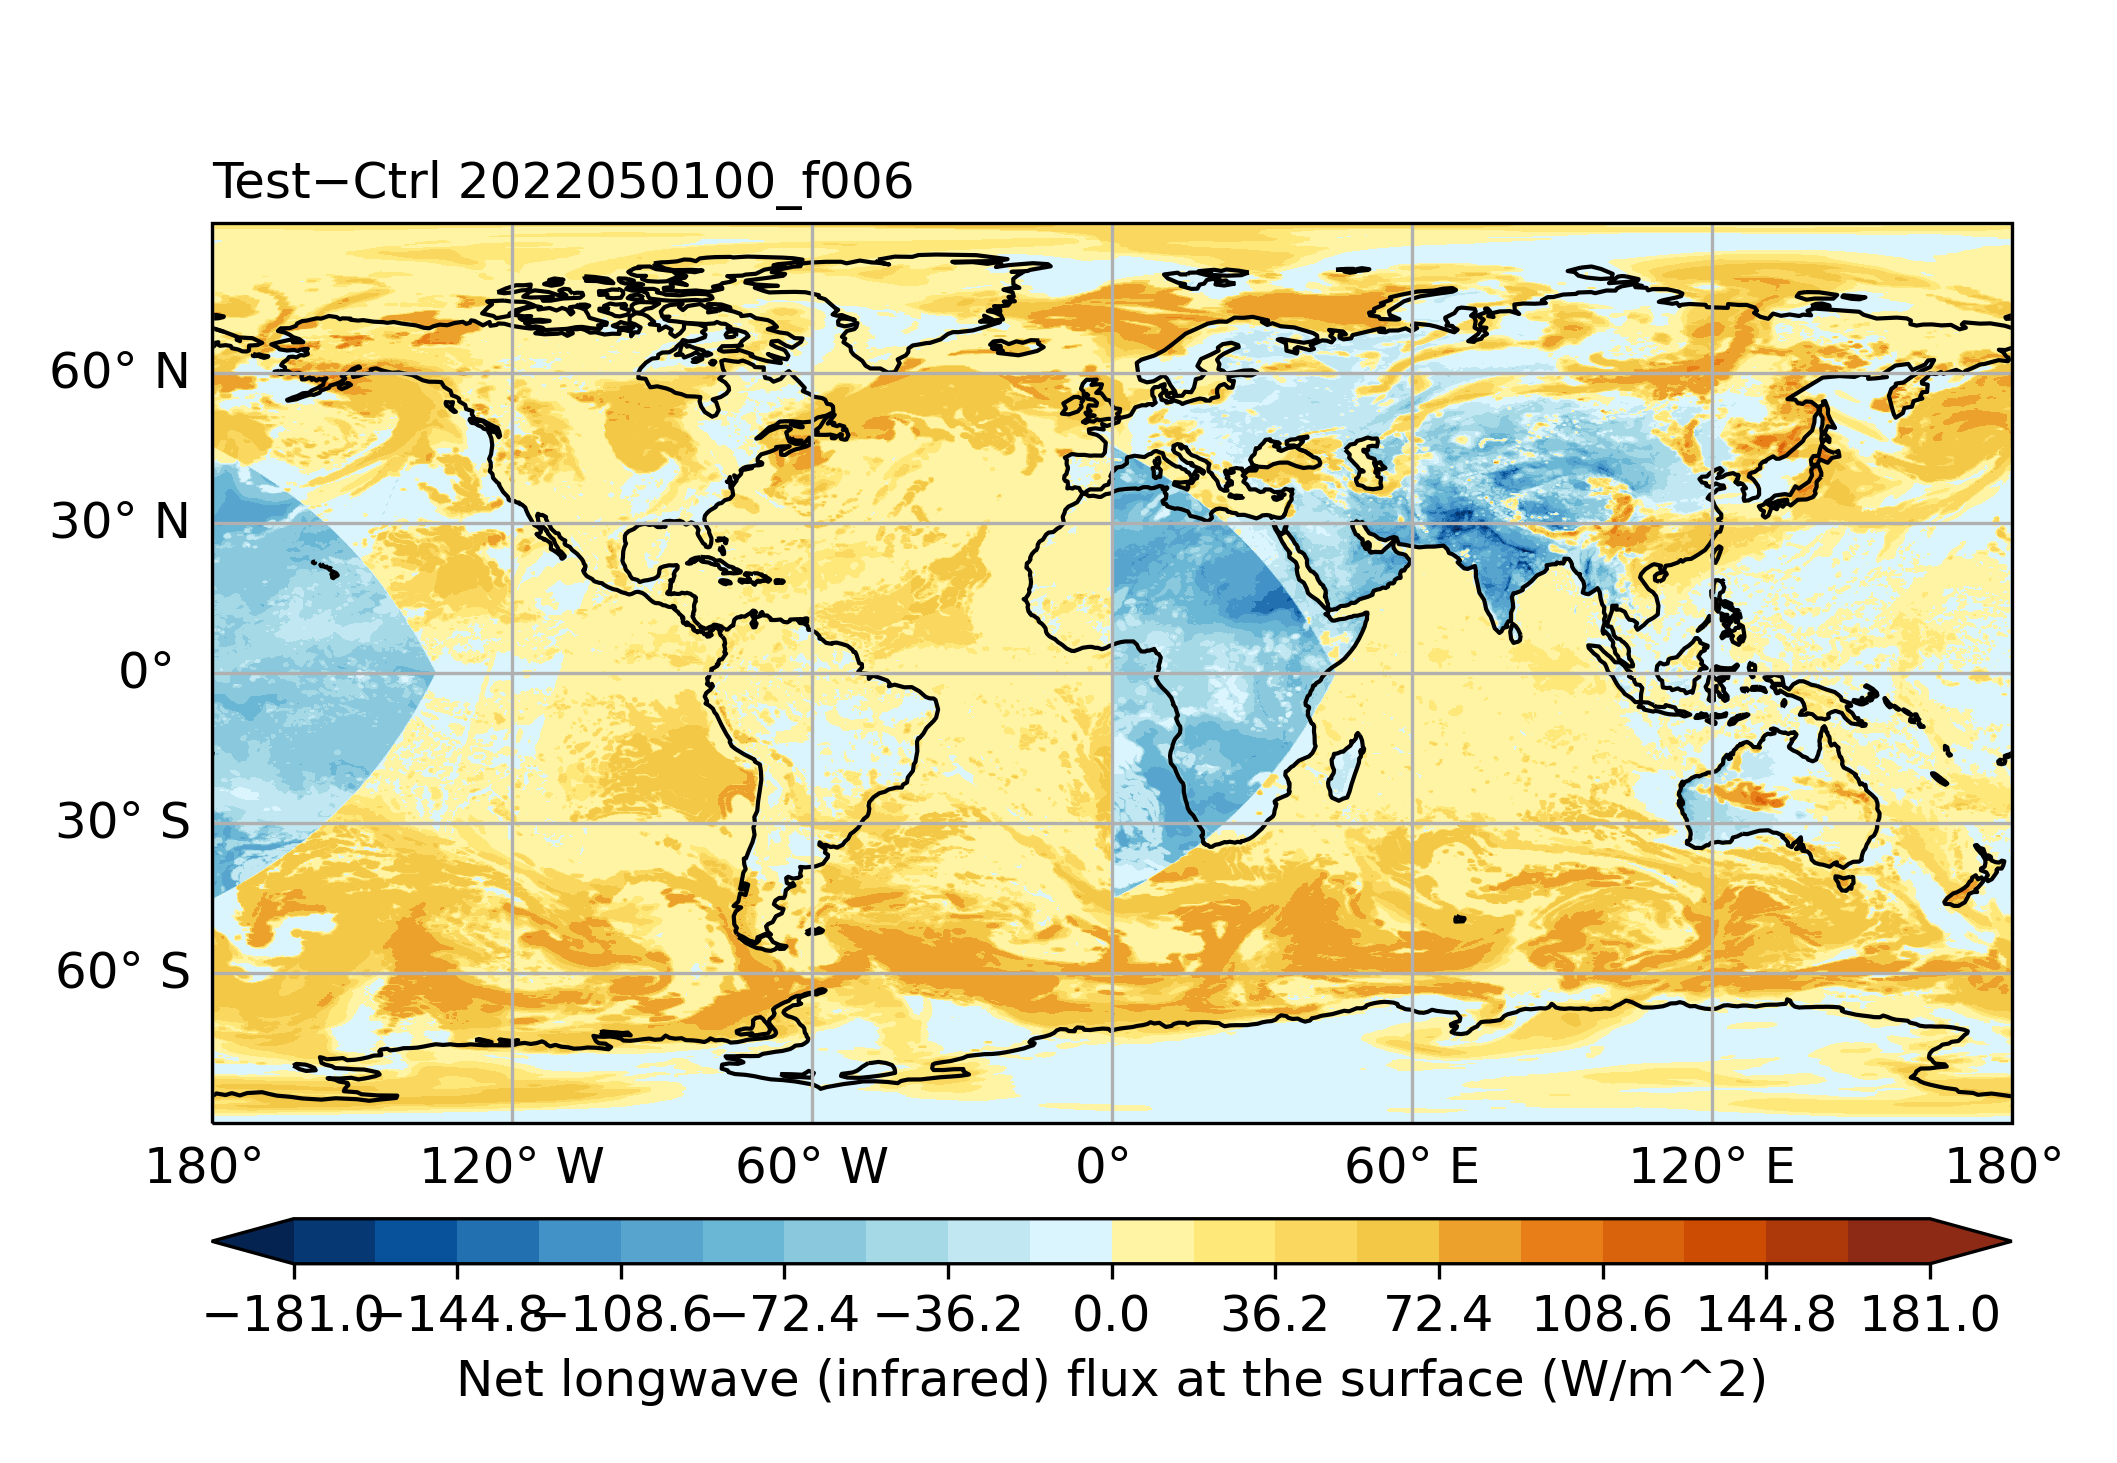 Test−Ctrl 2022050100_f006
60° N
30° N
0°
30° S
60° S
180° 120° W 60° W 0° 60° E 120° E 180°
−181.0 −144.8 −108.6 −72.4 −36.2 0.0 36.2 72.4 108.6 144.8 181.0
Net longwave (infrared) flux at the surface (W/m^2)